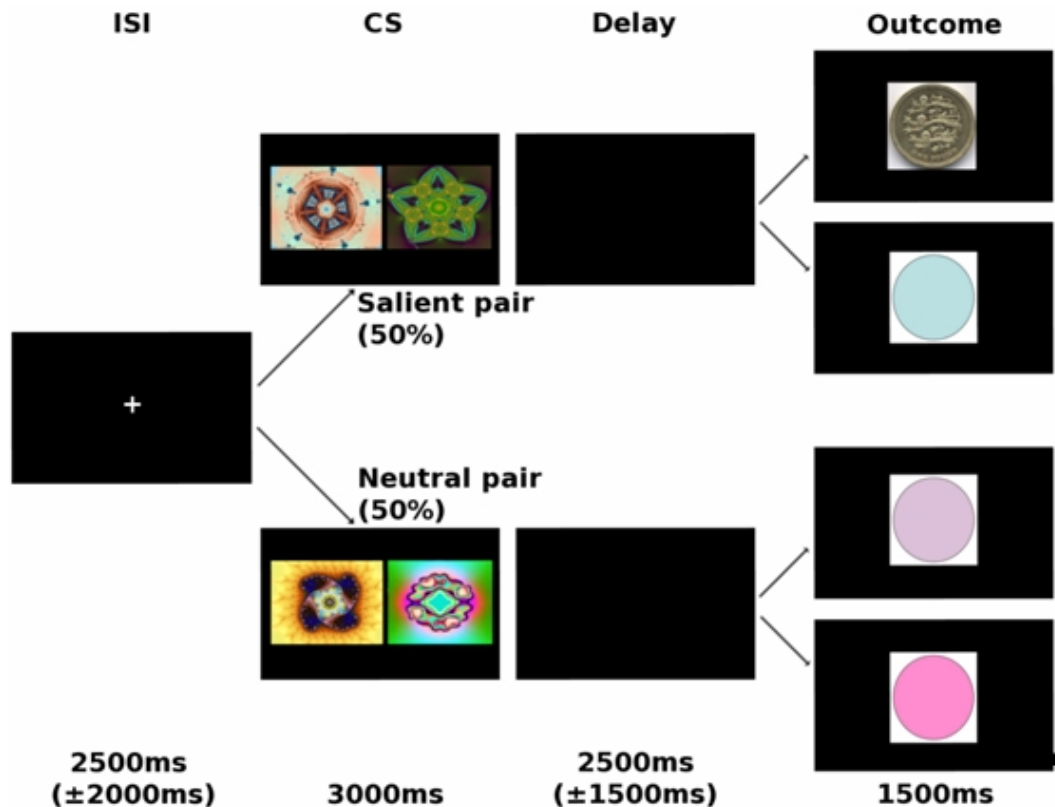 ISI
CS
Delay
Outcome
Salient pair
(50%)
Neutral pair
(50%)
2500ms
(±2000ms)
3000ms
2500ms
(±1500ms)
1500ms